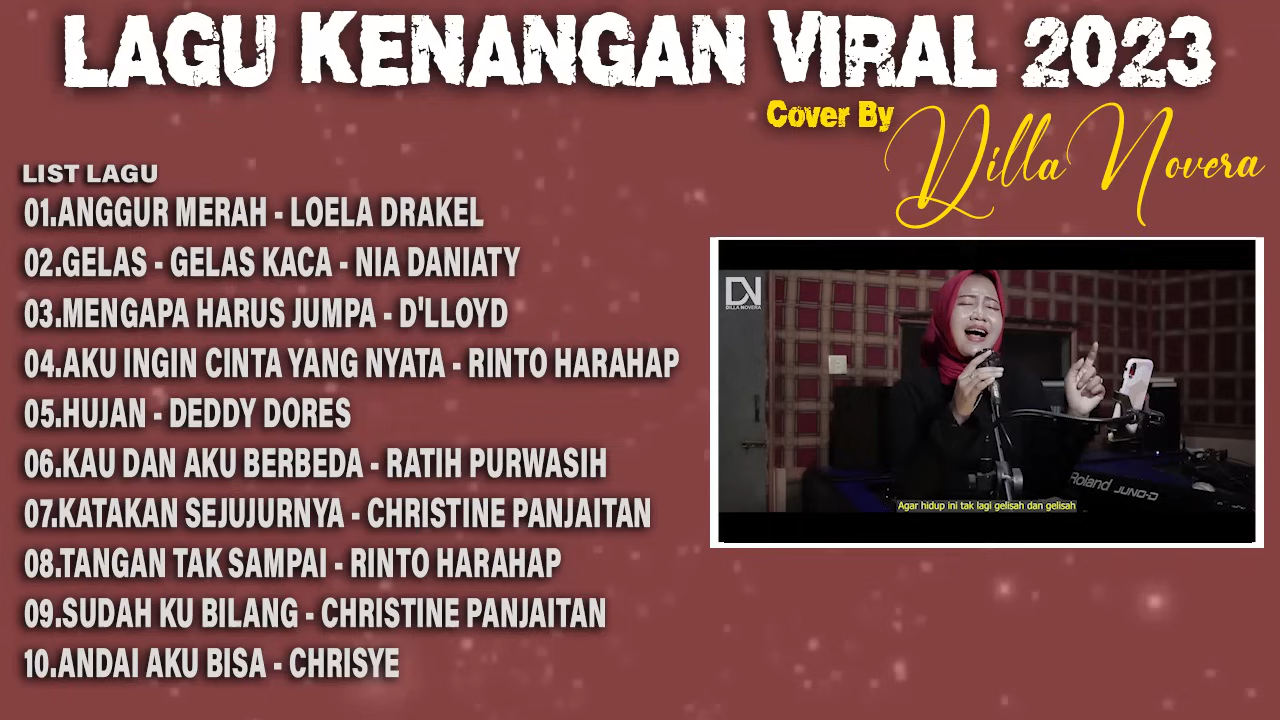 LAGU KENANGAN VIRAL 2023
Cover By Dilla Novera
LIST LAGU
01.ANGGUR MERAH - LOELA DRAKEL
02.GELAS - GELAS KACA - NIA DANIATY
03.MENGAPA HARUS JUMPA - D'LLOYD
04.AKU INGIN CINTA YANG NYATA - RINTO HARAHAP
05.HUJAN - DEDDY DORES
06.KAU DAN AKU BERBEDA - RATIH PURWASIH
07.KATAKAN SEJUJURNYA - CHRISTINE PANJAITAN
08.TANGAN TAK SAMPAI - RINTO HARAHAP
09.SUDAH KU BILANG - CHRISTINE PANJAITAN
10.ANDAI AKU BISA - CHRISYE
DN
DILLA NOVERA
Roland JUNO-D
Agar hidup ini tak lagi gelisah dan gelisah